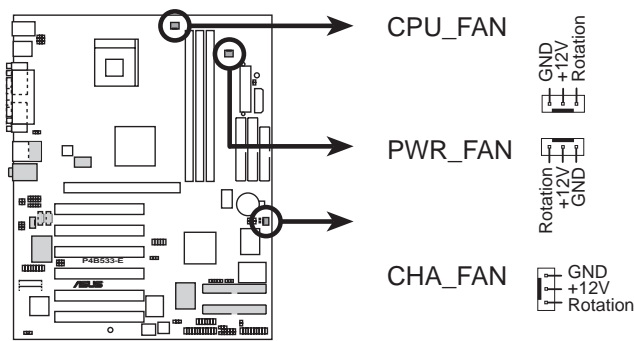 CPU_FAN
GND
+12V
Rotation
PWR_FAN
Rotation
+12V
GND
P4B533-E
ASUS
CHA_FAN
GND
+12V
Rotation